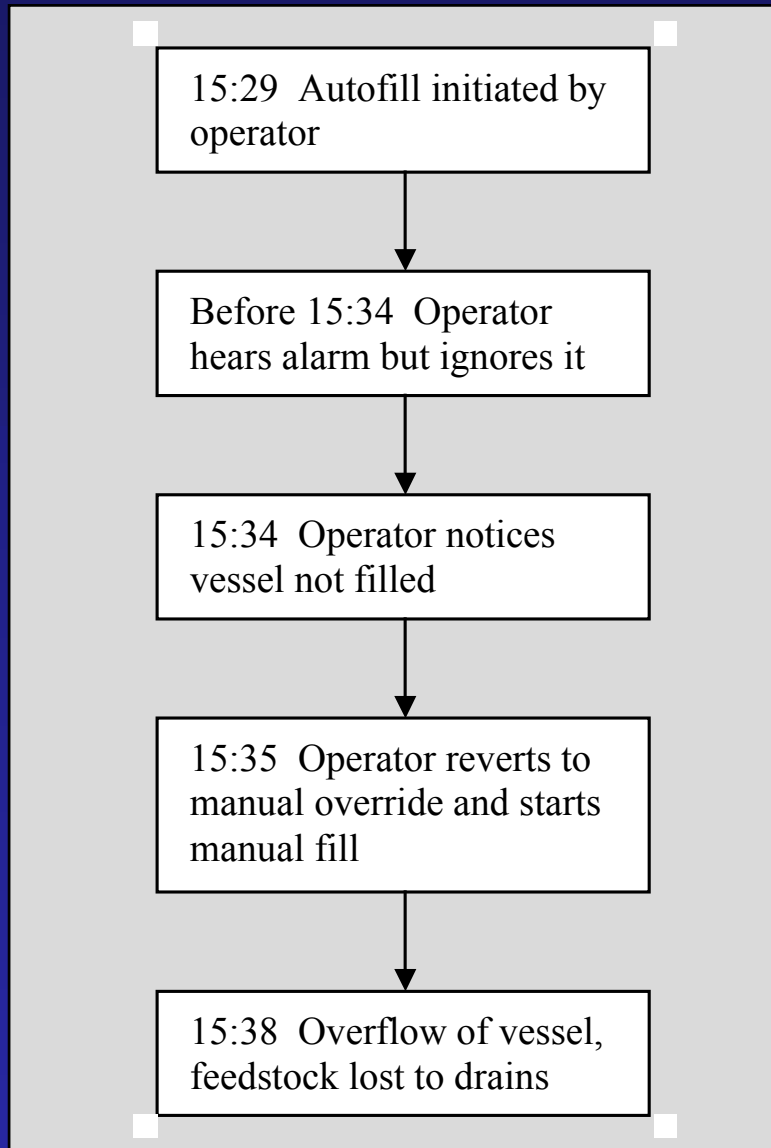 15:29  Autofill initiated by
operator
Before 15:34  Operator
hears alarm but ignores it
15:34  Operator notices
vessel not filled
15:35  Operator reverts to
manual override and starts
manual fill
15:38  Overflow of vessel,
feedstock lost to drains